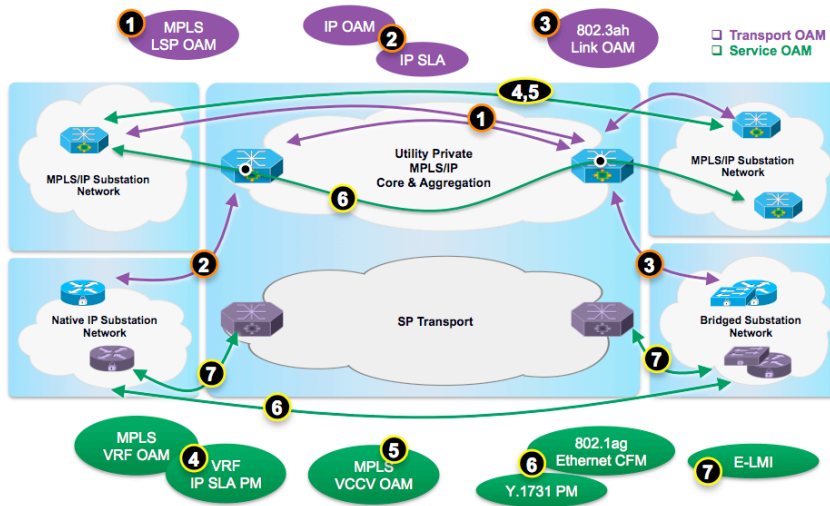 1
MPLS
LSP OAM
IP OAM
2
IP SLA
3
802.3ah
Link OAM
Transport OAM
Service OAM
4,5
1
MPLS/IP Substation
Network
Utility Private
MPLS/IP
Core & Aggregation
MPLS/IP Substation
Network
6
2
3
Native IP Substation
Network
SP Transport
Bridged Substation
Network
7
7
6
MPLS
VRF OAM
4
VRF
IP SLA PM
5
MPLS
VCCV OAM
802.1ag
Ethernet CFM
6
Y.1731 PM
E-LMI
7